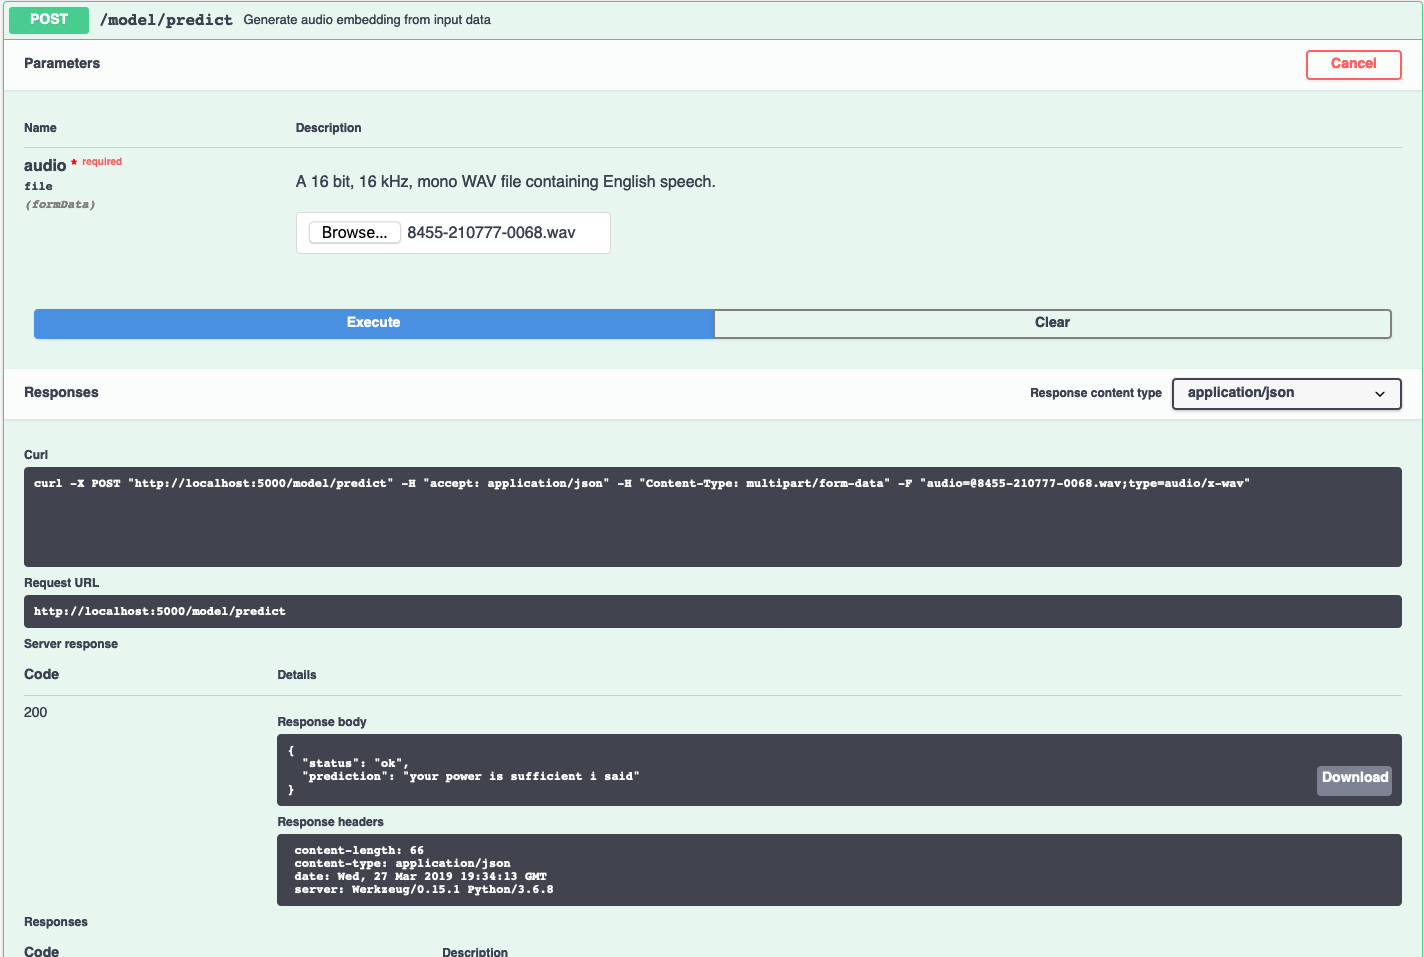 POST /model/predict Generate audio embedding from input data
Parameters
Cancel
Name Description
audio * required
file
(formData)
A 16 bit, 16 kHz, mono WAV file containing English speech.
Browse... 8455-210777-0068.wav
Execute Clear
Responses
Response content type application/json
Curl
curl -X POST "http://localhost:5000/model/predict" -H "accept: application/json" -H "Content-Type: multipart/form-data" -F "audio=@8455-210777-0068.wav;type=audio/x-wav"
Request URL
http://localhost:5000/model/predict
Server response
Code Details
200
Response body
{
"status": "ok",
"prediction": "your power is sufficient i said"
}
Download
Response headers
content-length: 66
content-type: application/json
date: Wed, 27 Mar 2019 19:34:13 GMT
server: Werkzeug/0.15.1 Python/3.6.8
Responses
Code Description